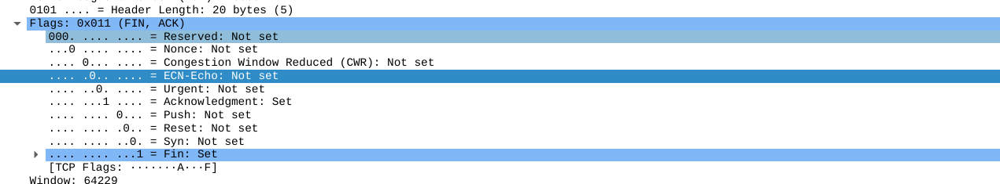 0101 .... = Header Length: 20 bytes (5)
Flags: 0x011 (FIN, ACK)
000. .... .... = Reserved: Not set
...0 .... .... = Nonce: Not set
.... 0... .... = Congestion Window Reduced (CWR): Not set
.... .0.. .... = ECN-Echo: Not set
.... ..0. .... = Urgent: Not set
.... ...1 .... = Acknowledgment: Set
.... .... 0... = Push: Not set
.... .... .0.. = Reset: Not set
.... .... ..0. = Syn: Not set
.... .... ...1 = Fin: Set
[TCP Flags: ·······A···F]
Window: 64229